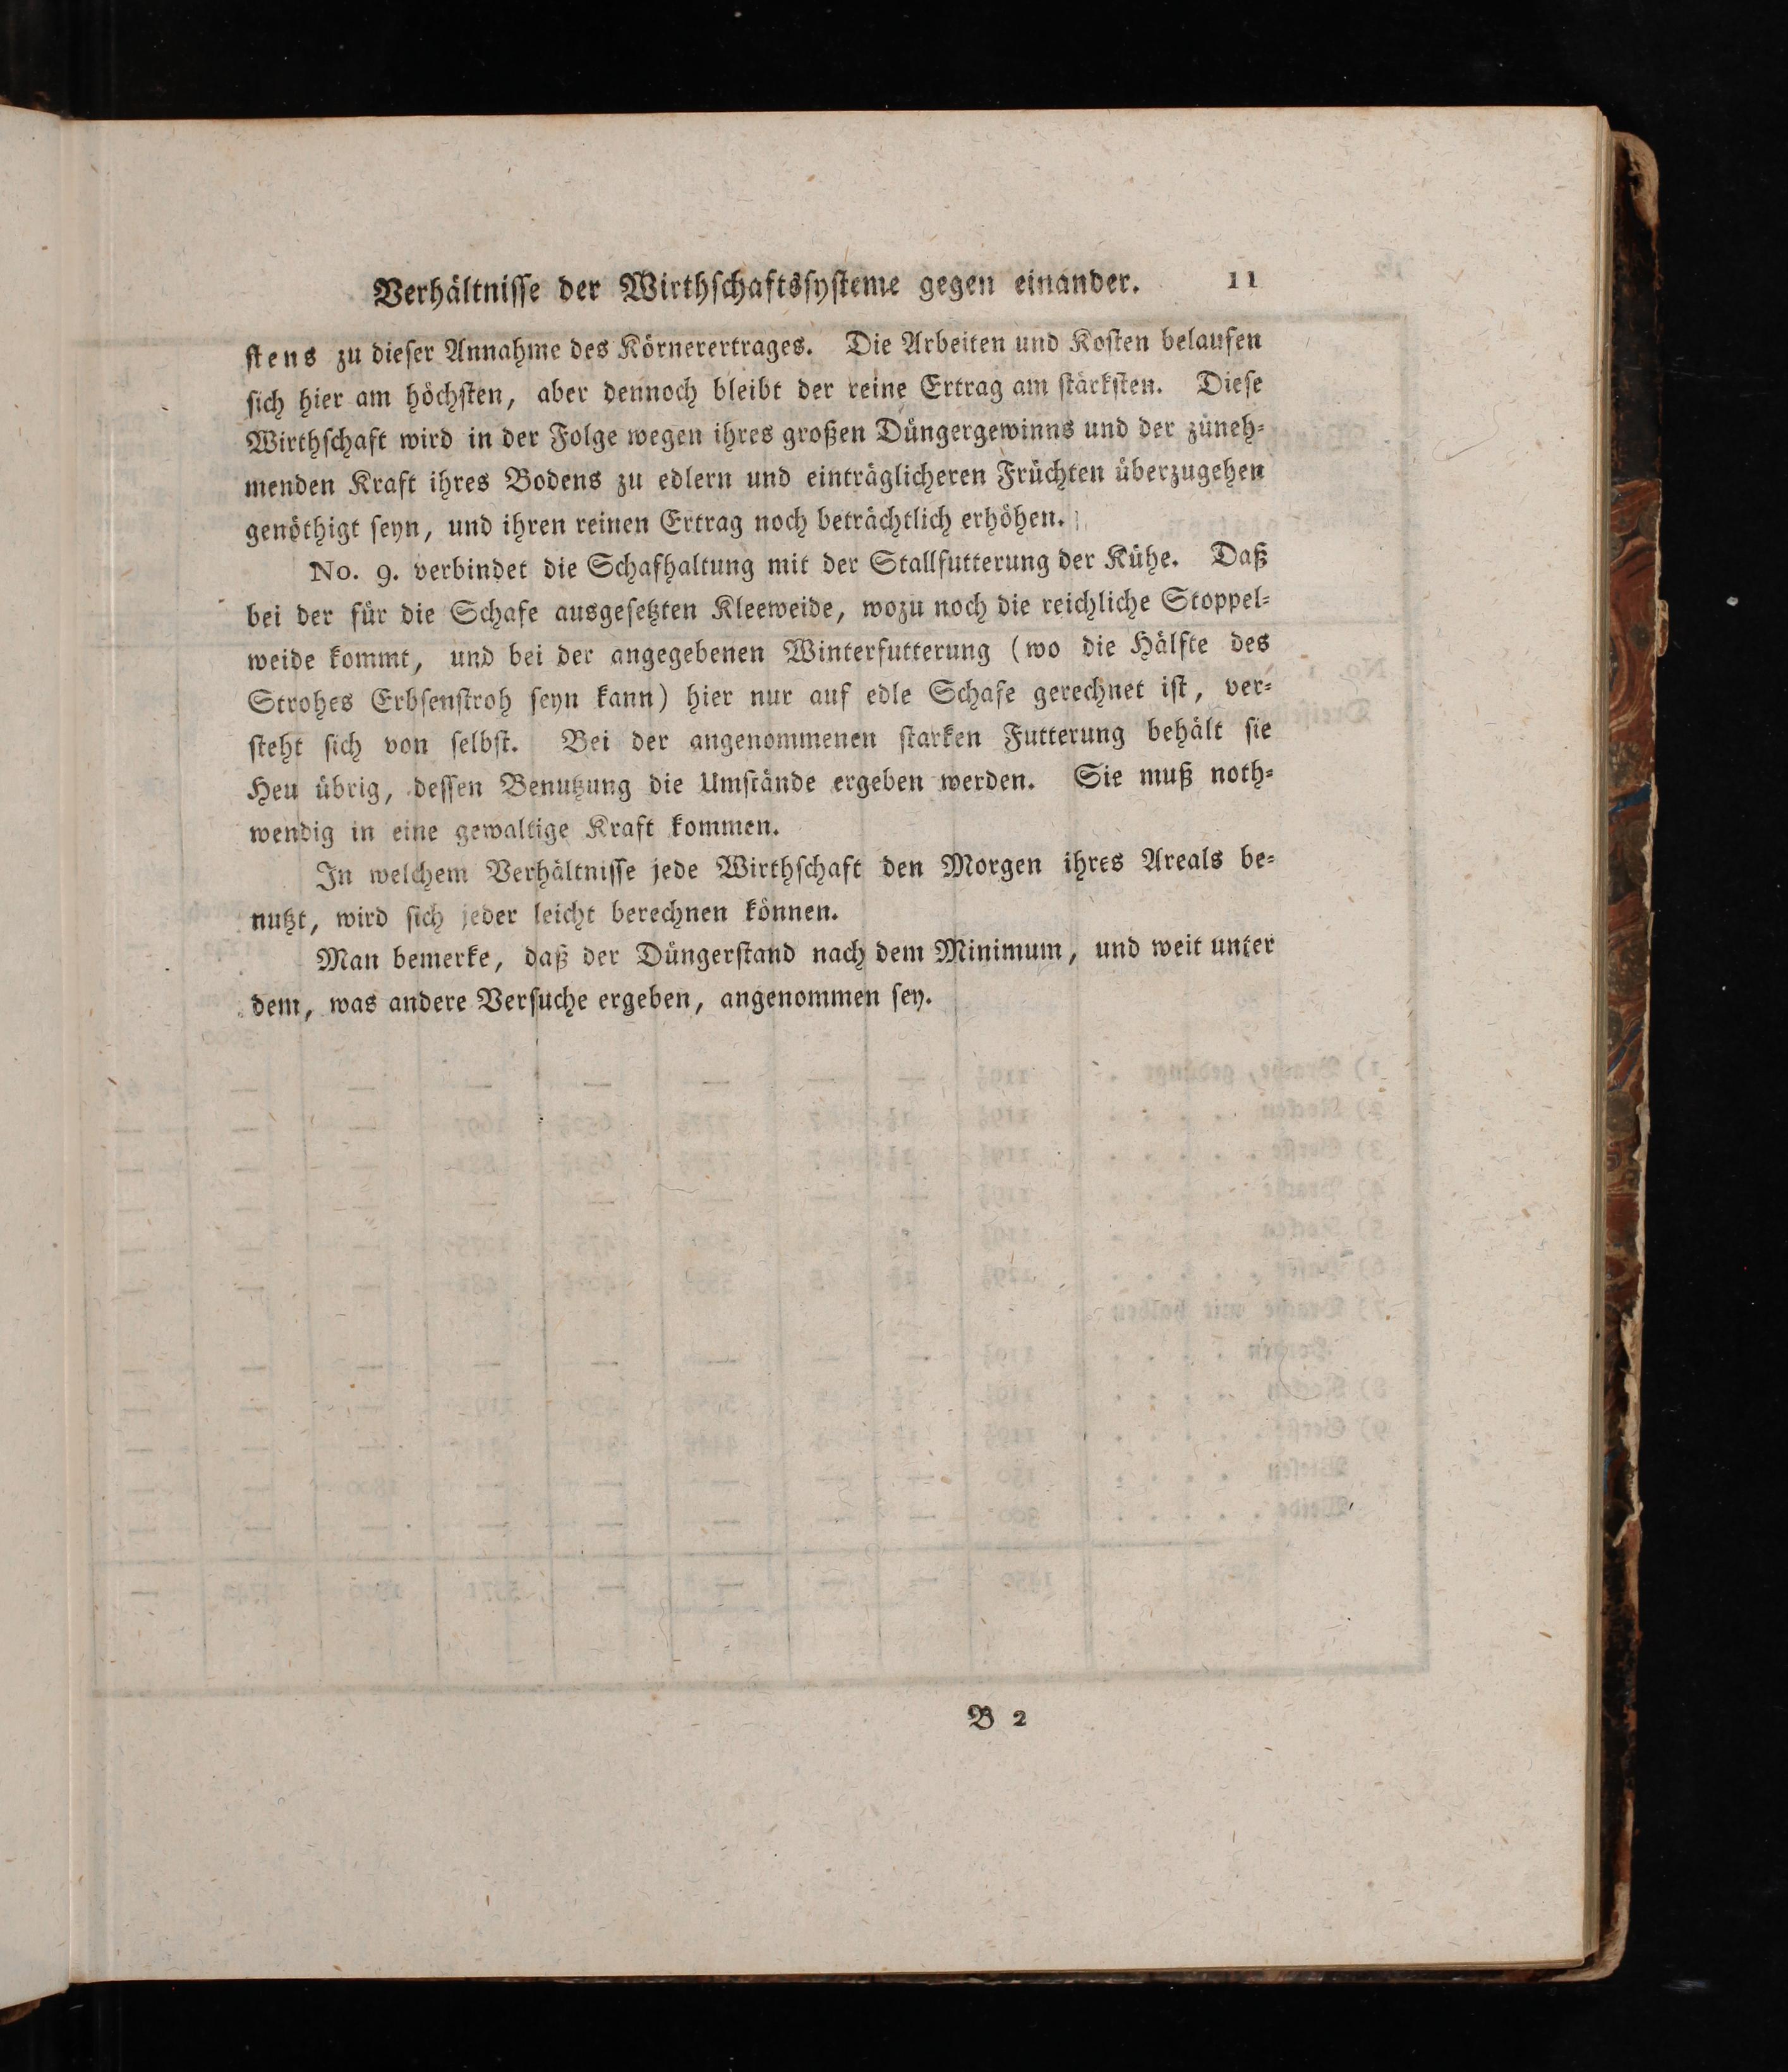 Verhältnisse der Wirthschaftssysteme gegen einander. 11
stens zu dieser Annahme des Körnerertrages. Die Arbeiten und Kosten belaufen
sich hier am höchsten, aber dennoch bleibt der reine Ertrag am stärksten. Diese
Wirthschaft wird in der Folge wegen ihres großen Düngergewinns und der züneh-
menden Kraft ihres Bodens zu edlern und einträglicheren Früchten überzugehen
genöthigt seyn, und ihren reinen Ertrag noch beträchtlich erhöhen.
No. 9. verbindet die Schafhaltung mit der Stallfutterung der Kühe. Daß
bei der für die Schafe ausgesetzten Kleeweide, wozu noch die reichliche Stoppel-
weide kommt, und bei der angegebenen Winterfutterung (wo die Hälfte des
Strohes Erbsenstroh seyn kann) hier nur auf edle Schafe gerechnet ist, ver-
steht sich von selbst. Bei der angenommenen starken Futterung behält sie
Heu übrig, dessen Benutzung die Umstände ergeben werden. Sie muß noth-
wendig in eine gewaltige Kraft kommen.
In welchem Verhältnisse jede Wirthschaft den Morgen ihres Areals be-
nutzt, wird sich jeder leicht berechnen können.
Man bemerke, daß der Düngerstand nach dem Minimum, und weit unter
dem, was andere Versuche ergeben, angenommen sey.
B 2